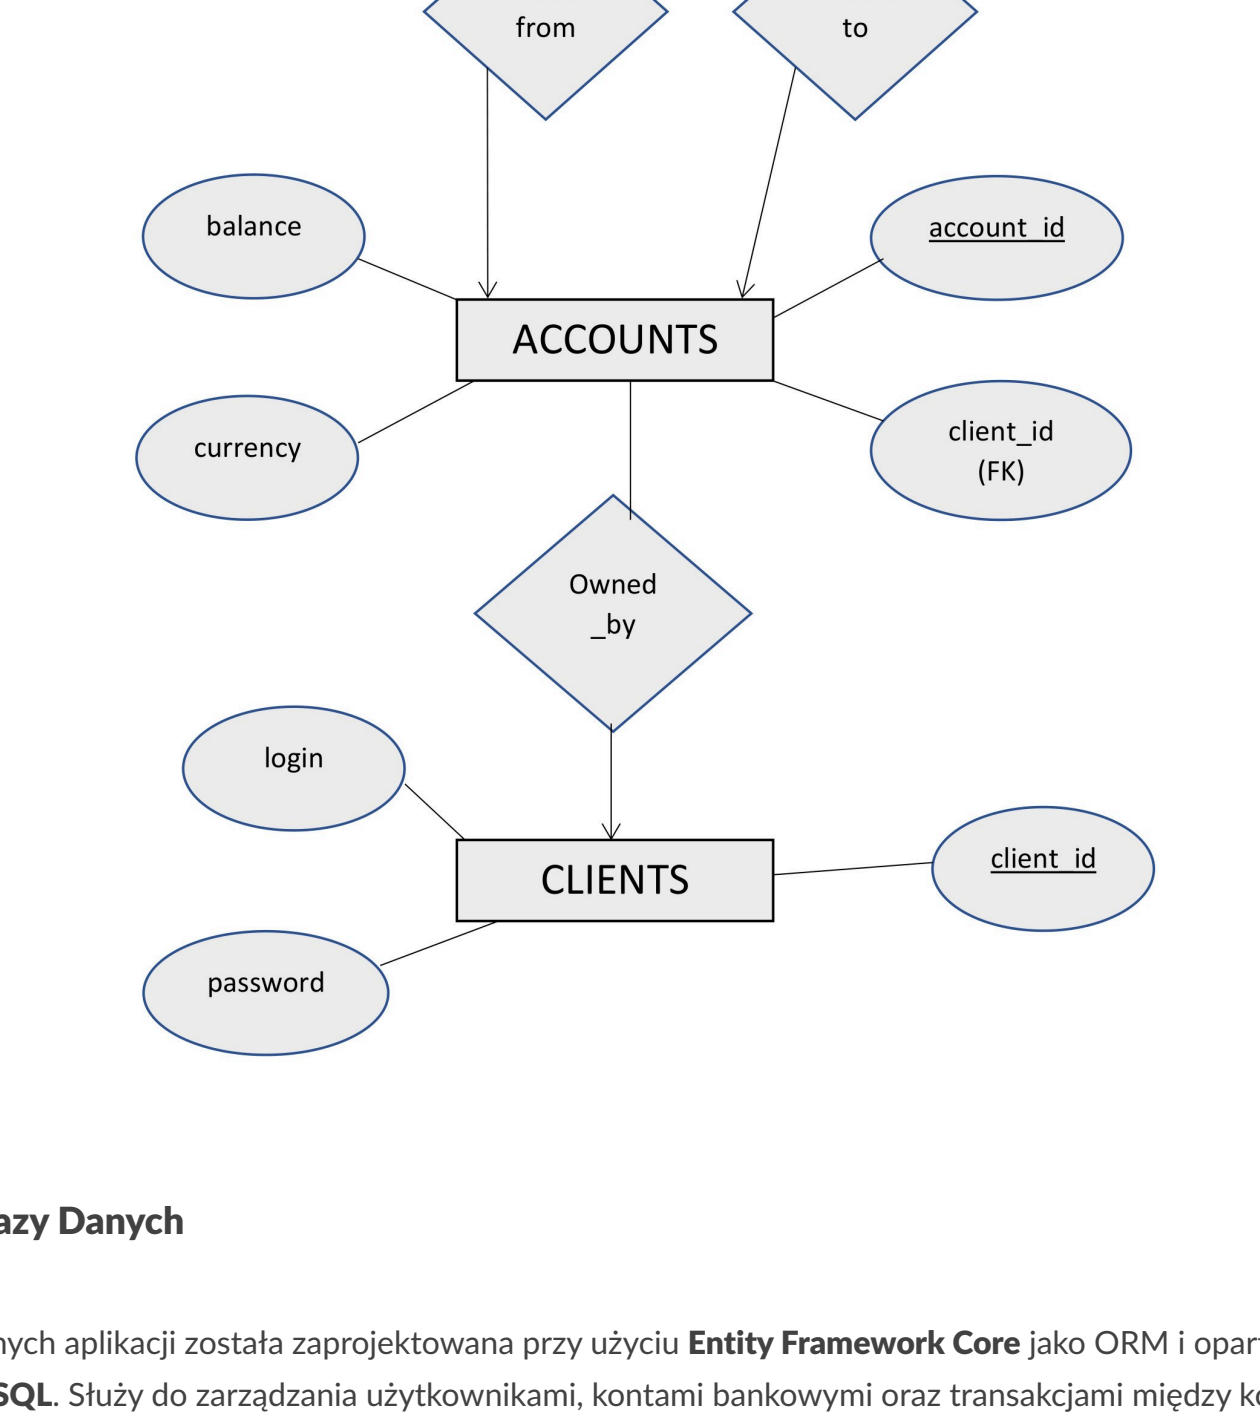 from
to
balance
account_id
ACCOUNTS
currency
client_id
(FK)
Owned
_by
login
CLIENTS
client_id
password
azy Danych
nych aplikacji została zaprojektowana przy użyciu Entity Framework Core jako ORM i opar
SQL. Służy do zarządzania użytkownikami, kontami bankowymi oraz transakcjami między ko